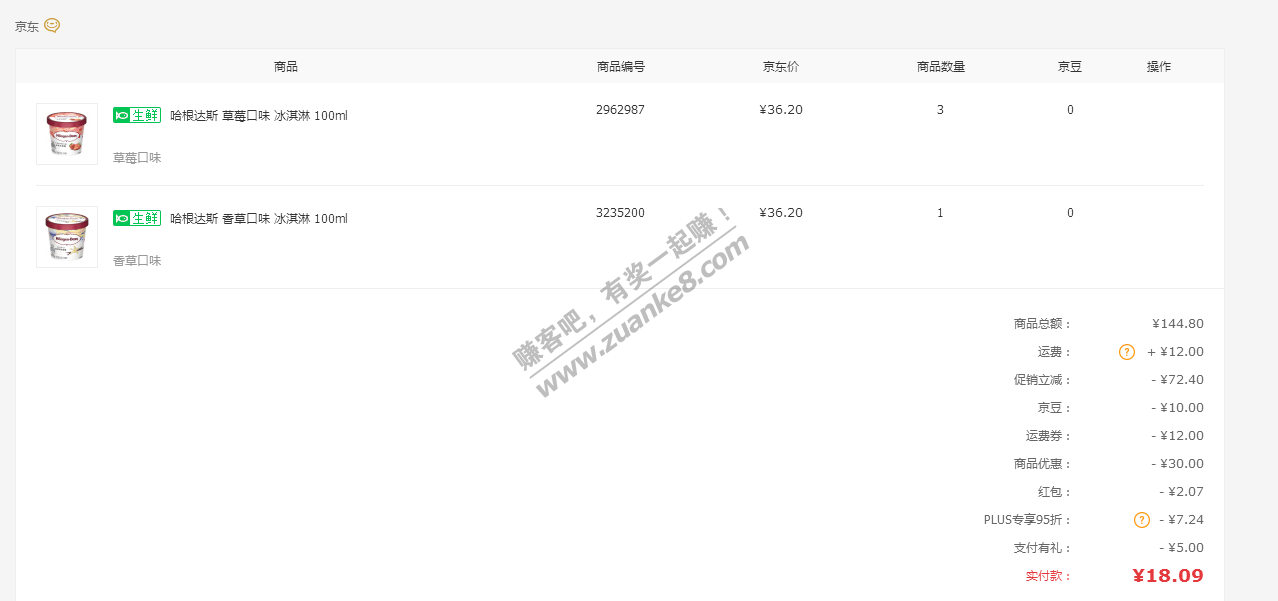 京东
商品 商品编号 京东价 商品数量 京豆 操作
生鲜 哈根达斯 草莓口味 冰淇淋 100ml 2962987 ¥36.20 3 0
草莓口味
生鲜 哈根达斯 香草口味 冰淇淋 100ml 3235200 ¥36.20 1 0
香草口味
赚客吧，有奖一起赚！
www.zuanke8.com
商品总额： ¥144.80
运费： ? + ¥12.00
促销立减： - ¥72.40
京豆： - ¥10.00
运费券： - ¥12.00
商品优惠： - ¥30.00
红包： - ¥2.07
PLUS专享95折： ? - ¥7.24
支付有礼： - ¥5.00
实付款： ¥18.09